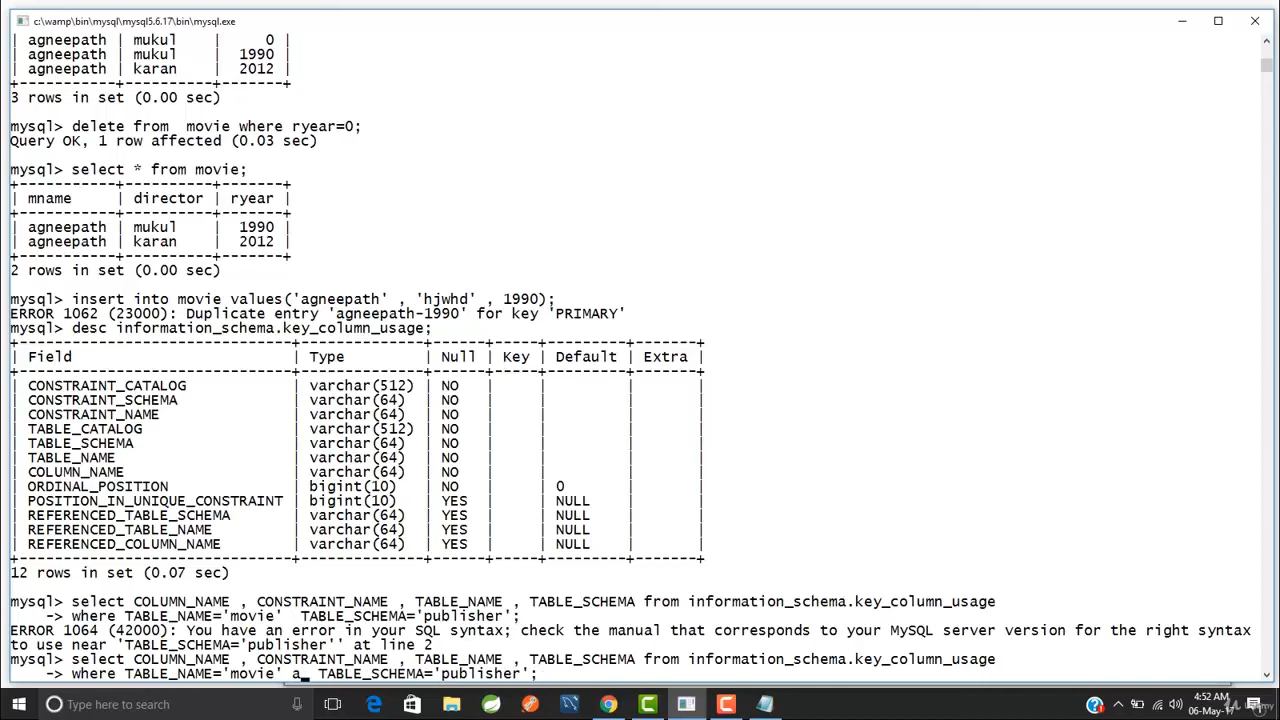 c:\wamp\bin\mysql\mysql5.6.17\bin\mysql.exe
| agneepath | mukul    |     0 |
| agneepath | mukul    |  1990 |
| agneepath | karan    |  2012 |
+-----------+----------+-------+
3 rows in set (0.00 sec)
mysql> delete from  movie where ryear=0;
Query OK, 1 row affected (0.03 sec)
mysql> select * from movie;
+-----------+----------+-------+
| mname     | director | ryear |
+-----------+----------+-------+
| agneepath | mukul    |  1990 |
| agneepath | karan    |  2012 |
+-----------+----------+-------+
2 rows in set (0.00 sec)
mysql> insert into movie values('agneepath' , 'hjwhd' , 1990);
ERROR 1062 (23000): Duplicate entry 'agneepath-1990' for key 'PRIMARY'
mysql> desc information_schema.key_column_usage;
+-------------------------------+--------------+------+-----+---------+-------+
| Field                         | Type         | Null | Key | Default | Extra |
+-------------------------------+--------------+------+-----+---------+-------+
| CONSTRAINT_CATALOG            | varchar(512) | NO   |     |         |       |
| CONSTRAINT_SCHEMA             | varchar(64)  | NO   |     |         |       |
| CONSTRAINT_NAME               | varchar(64)  | NO   |     |         |       |
| TABLE_CATALOG                 | varchar(512) | NO   |     |         |       |
| TABLE_SCHEMA                  | varchar(64)  | NO   |     |         |       |
| TABLE_NAME                    | varchar(64)  | NO   |     |         |       |
| COLUMN_NAME                   | varchar(64)  | NO   |     |         |       |
| ORDINAL_POSITION              | bigint(10)   | NO   |     | 0       |       |
| POSITION_IN_UNIQUE_CONSTRAINT | bigint(10)   | YES  |     | NULL    |       |
| REFERENCED_TABLE_SCHEMA       | varchar(64)  | YES  |     | NULL    |       |
| REFERENCED_TABLE_NAME         | varchar(64)  | YES  |     | NULL    |       |
| REFERENCED_COLUMN_NAME        | varchar(64)  | YES  |     | NULL    |       |
+-------------------------------+--------------+------+-----+---------+-------+
12 rows in set (0.07 sec)
mysql> select COLUMN_NAME , CONSTRAINT_NAME , TABLE_NAME , TABLE_SCHEMA from information_schema.key_column_usage
    -> where TABLE_NAME='movie'  TABLE_SCHEMA='publisher';
ERROR 1064 (42000): You have an error in your SQL syntax; check the manual that corresponds to your MySQL server version for the right syntax
to use near 'TABLE_SCHEMA='publisher'' at line 2
mysql> select COLUMN_NAME , CONSTRAINT_NAME , TABLE_NAME , TABLE_SCHEMA from information_schema.key_column_usage
    -> where TABLE_NAME='movie' a_ TABLE_SCHEMA='publisher';
Type here to search
4:52 AM
06-May-17